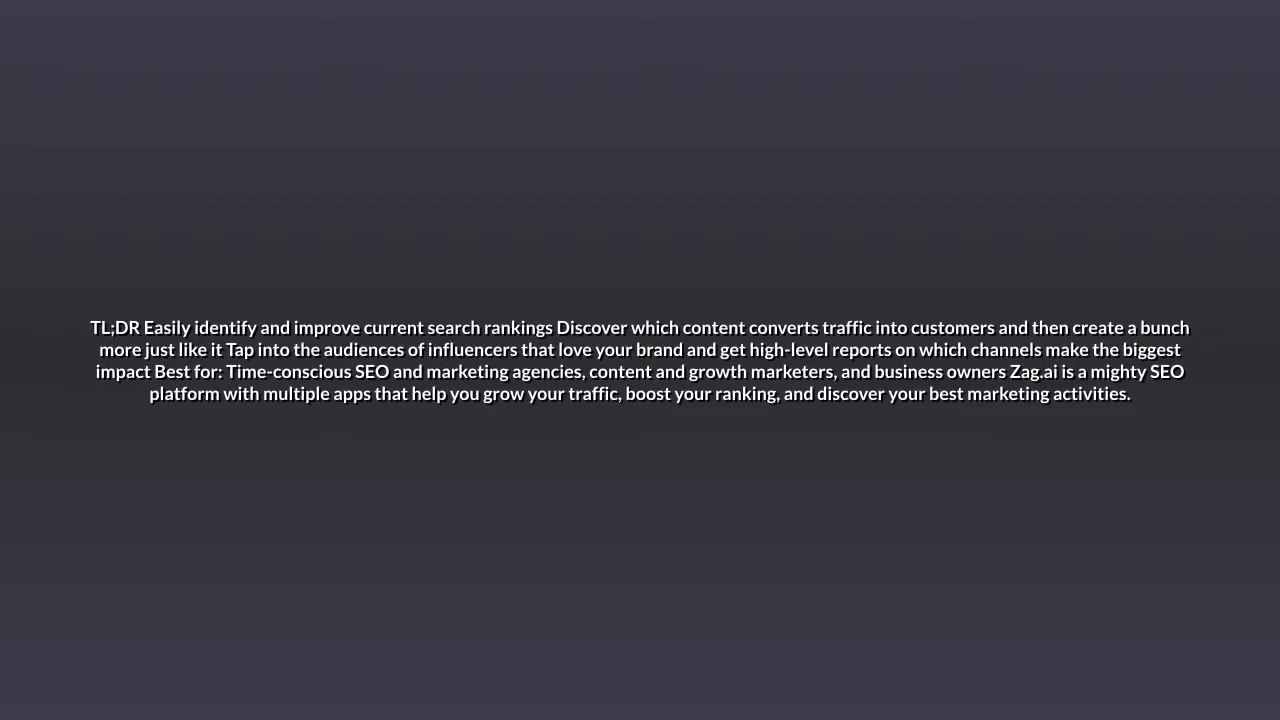 TL;DR Easily identify and improve current search rankings Discover which content converts traffic into customers and then create a bunch
more just like it Tap into the audiences of influencers that love your brand and get high-level reports on which channels make the biggest
impact Best for: Time-conscious SEO and marketing agencies, content and growth marketers, and business owners Zag.ai is a mighty SEO
platform with multiple apps that help you grow your traffic, boost your ranking, and discover your best marketing activities.